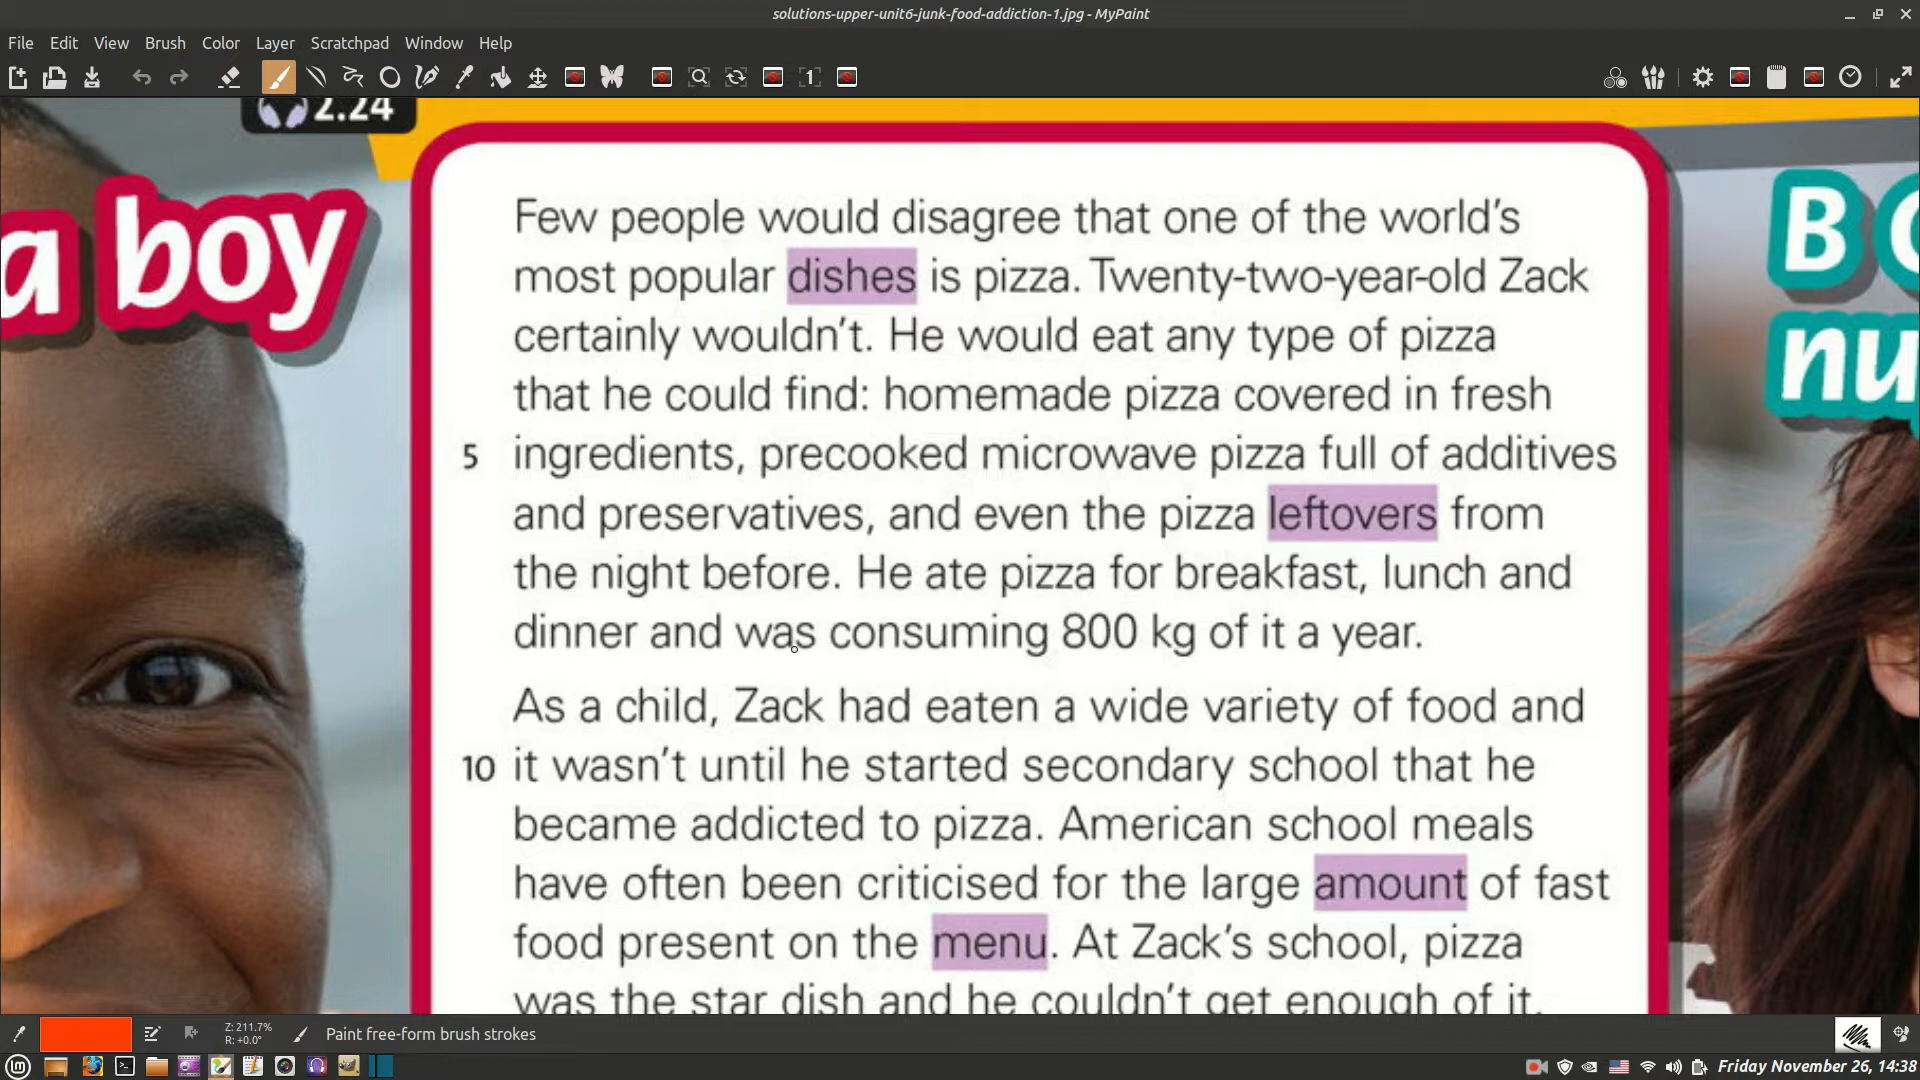 solutions-upper-unit6-junk-food-addiction-1.jpg - MyPaint
File Edit View Brush Color Layer Scratchpad Window Help
1
2.24
a boy
B
nu
Few people would disagree that one of the world's
most popular dishes is pizza. Twenty-two-year-old Zack
certainly wouldn't. He would eat any type of pizza
that he could find: homemade pizza covered in fresh
5 ingredients, precooked microwave pizza full of additives
and preservatives, and even the pizza leftovers from
the night before. He ate pizza for breakfast, lunch and
dinner and was consuming 800 kg of it a year.
As a child, Zack had eaten a wide variety of food and
10 it wasn't until he started secondary school that he
became addicted to pizza. American school meals
have often been criticised for the large amount of fast
food present on the menu. At Zack's school, pizza
was the star dish and he couldn't get enough of it.
Z: 211.7%
R: +0.0°
Paint free-form brush strokes
Friday November 26, 14:38